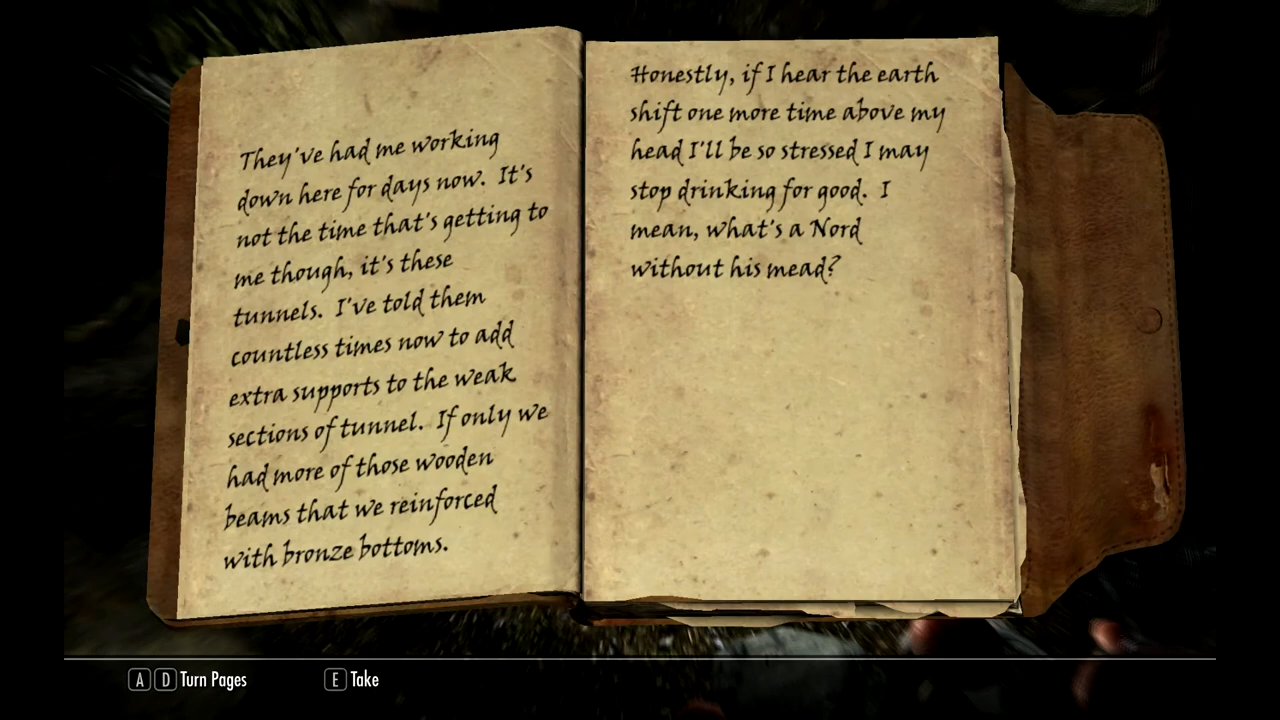 They've had me working
down here for days now. It's
not the time that's getting to
me though, it's these
tunnels. I've told them
countless times now to add
extra supports to the weak
sections of tunnel. If only we
had more of those wooden
beams that we reinforced
with bronze bottoms.
Honestly, if I hear the earth
shift one more time above my
head I'll be so stressed I may
stop drinking for good. I
mean, what's a Nord
without his mead?
A D Turn Pages
E Take